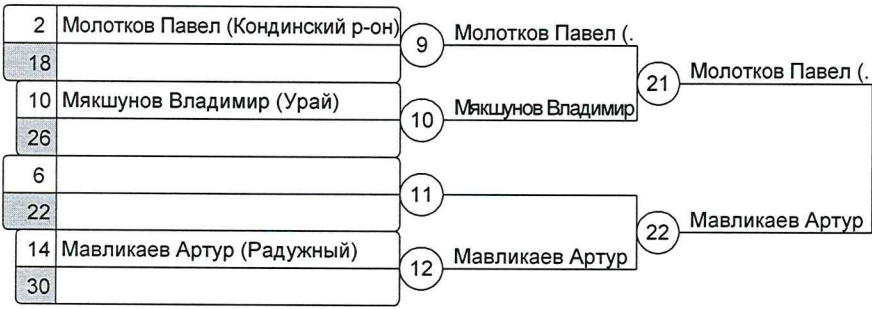 2 Молотков Павел (Кондинский р-он)
18
9 Молотков Павел (.
10 Мякшунов Владимир (Урай)
26
10 Мякшунов Владимир
21 Молотков Павел (.
6
22
11
14 Мавликаев Артур (Радужный)
30
12 Мавликаев Артур
22 Мавликаев Артур